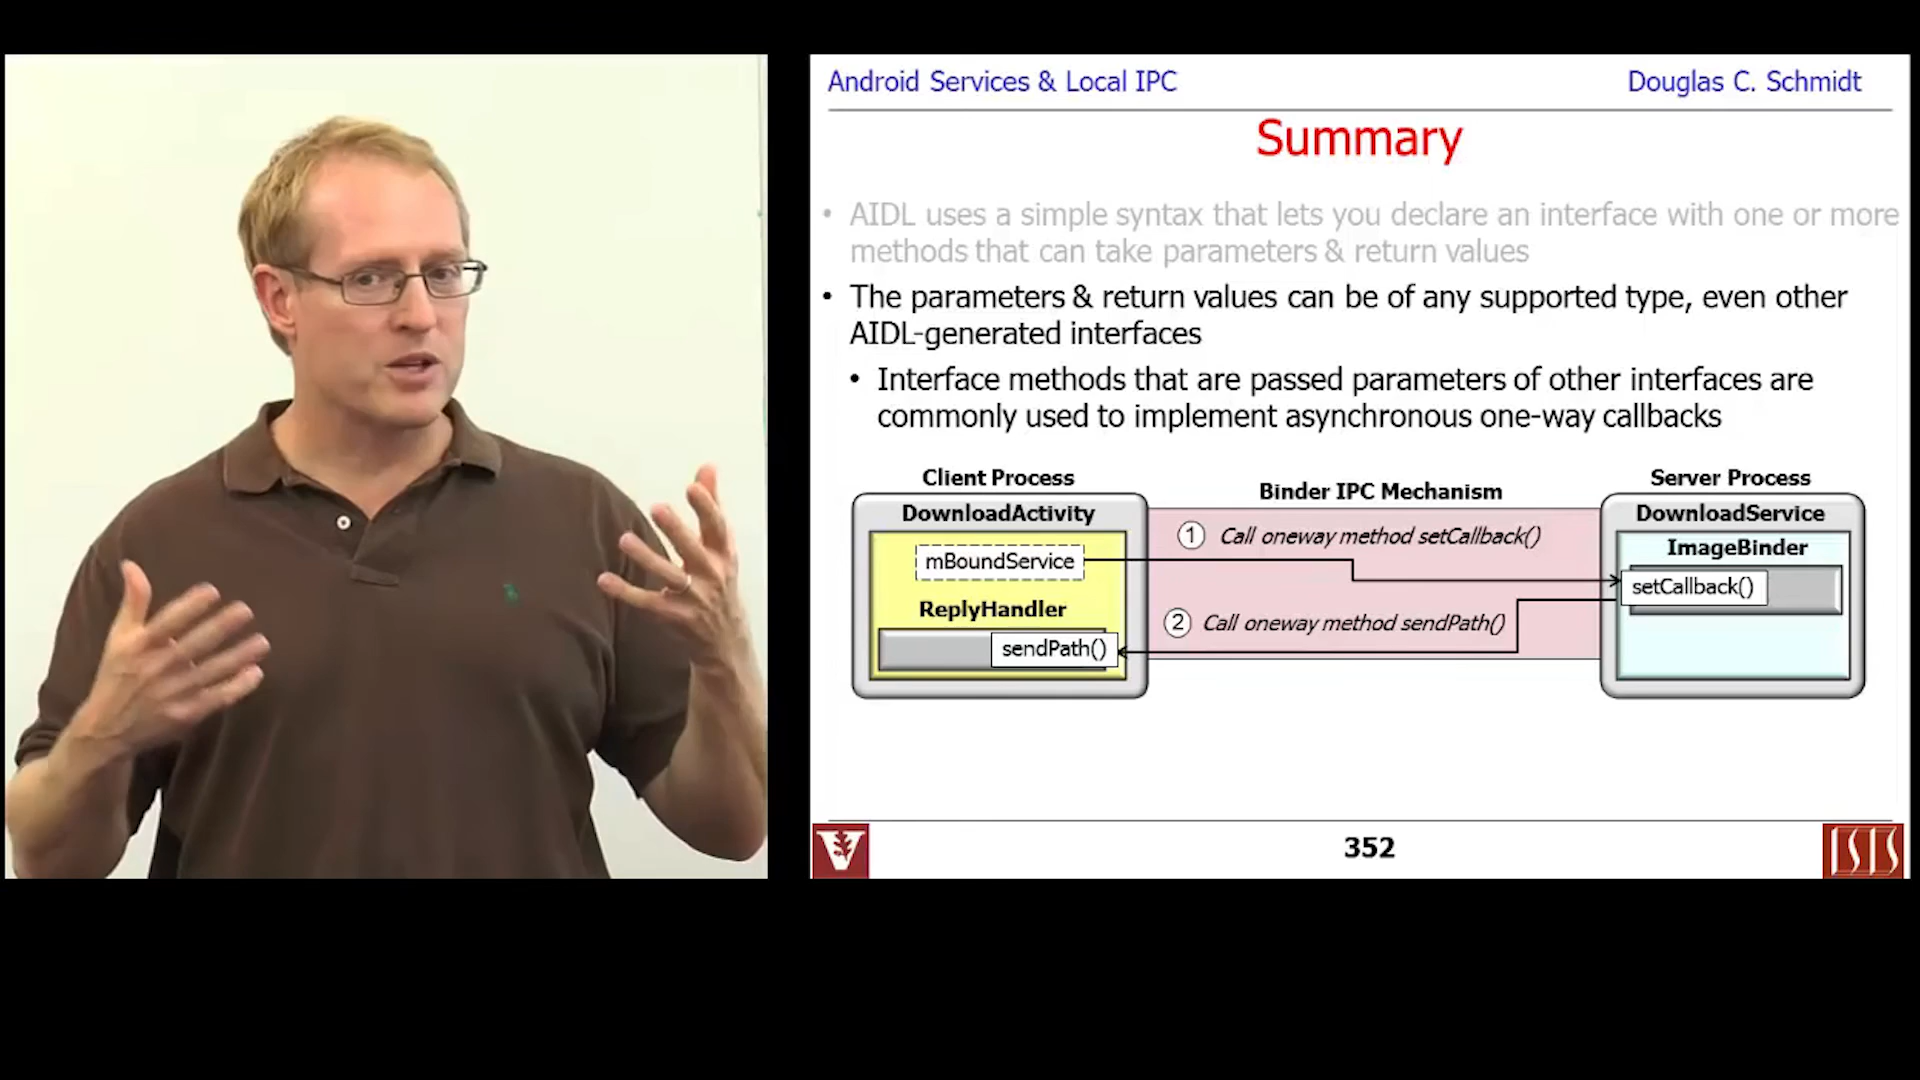 Android Services & Local IPC
Douglas C. Schmidt
Summary
• AIDL uses a simple syntax that lets you declare an interface with one or more
methods that can take parameters & return values
• The parameters & return values can be of any supported type, even other
AIDL-generated interfaces
• Interface methods that are passed parameters of other interfaces are
commonly used to implement asynchronous one-way callbacks
Client Process
Binder IPC Mechanism
Server Process
DownloadActivity
1 Call oneway method setCallback()
DownloadService
mBoundService
ImageBinder
setCallback()
ReplyHandler
2 Call oneway method sendPath()
sendPath()
V
352
ISIS